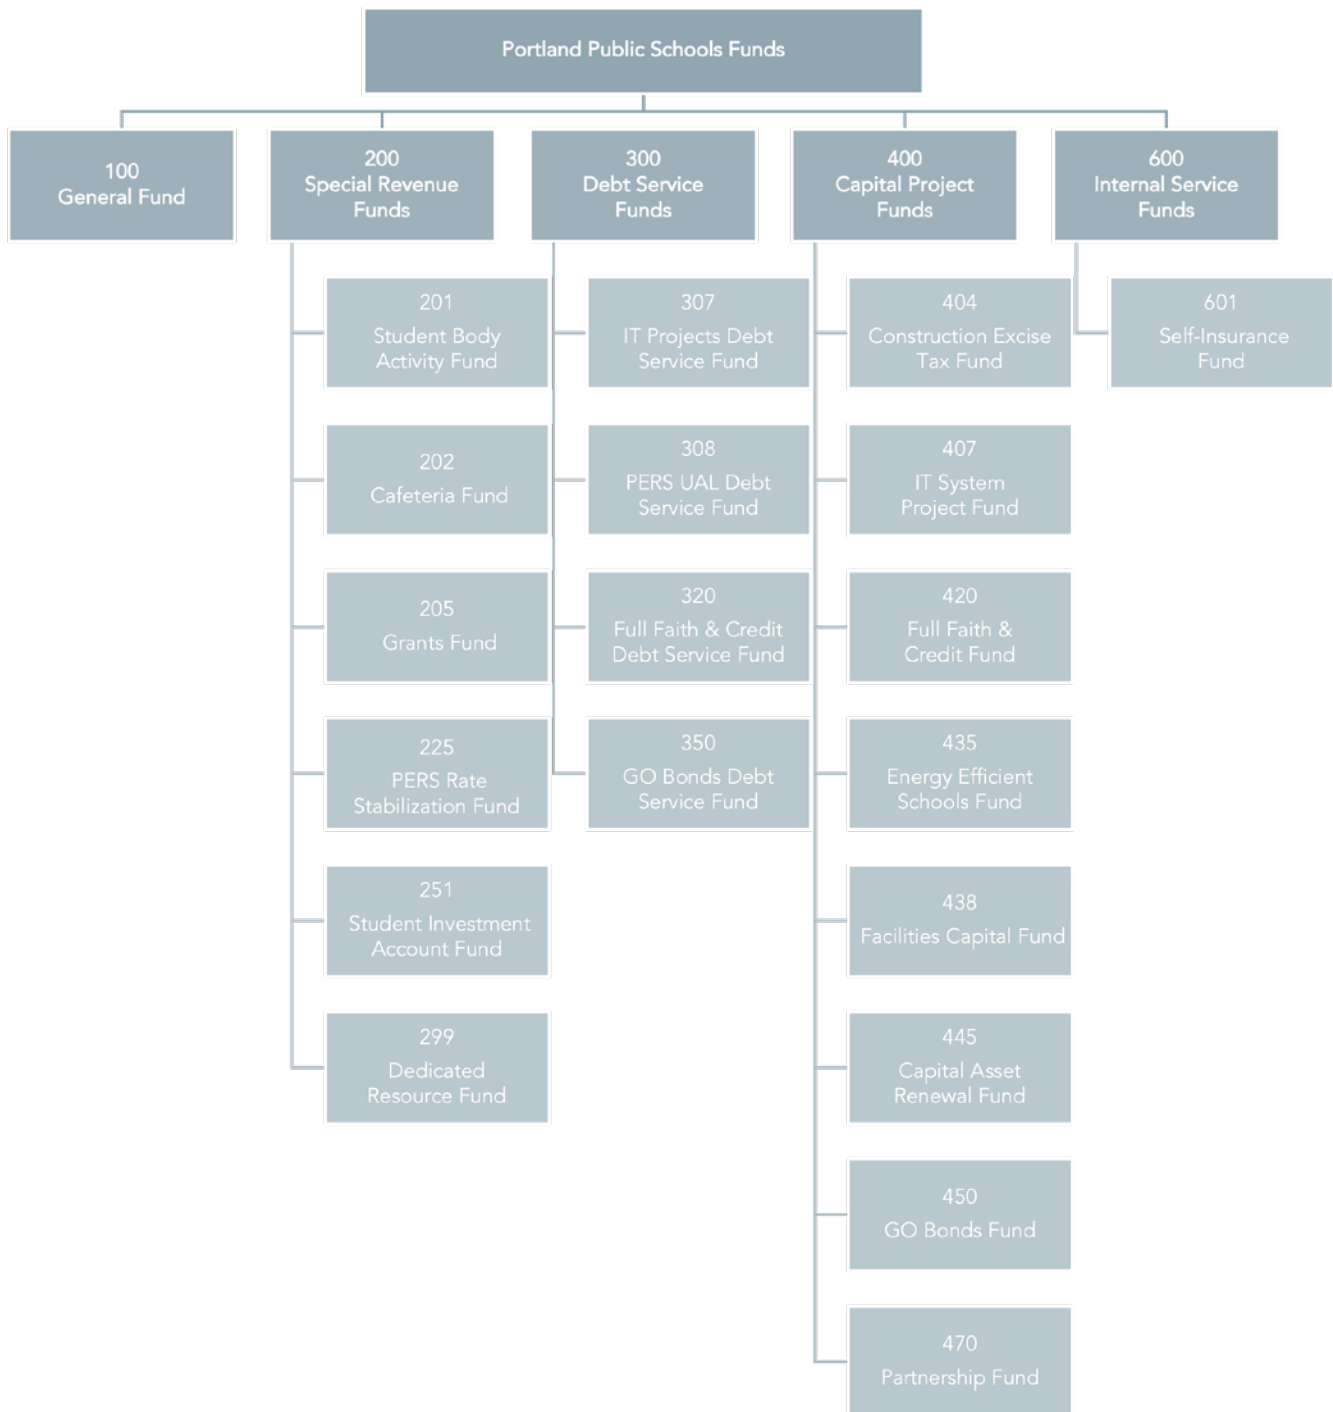 Portland Public Schools Funds
100
General Fund
200
Special Revenue
Funds
300
Debt Service
Funds
400
Capital Project
Funds
600
Internal Service
Funds
201
Student Body
Activity Fund
202
Cafeteria Fund
205
Grants Fund
225
PERS Rate
Stabilization Fund
251
Student Investment
Account Fund
299
Dedicated
Resource Fund
307
IT Projects Debt
Service Fund
308
PERS UAL Debt
Service Fund
320
Full Faith & Credit
Debt Service Fund
350
GO Bonds Debt
Service Fund
404
Construction Excise
Tax Fund
407
IT System
Project Fund
420
Full Faith &
Credit Fund
435
Energy Efficient
Schools Fund
438
Facilities Capital Fund
445
Capital Asset
Renewal Fund
450
GO Bonds Fund
470
Partnership Fund
601
Self-Insurance
Fund